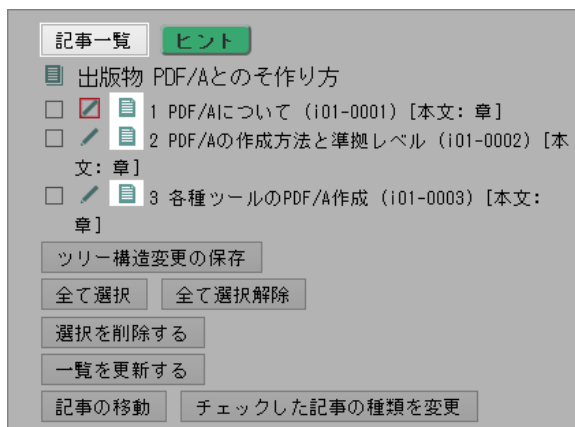 記事一覧 ヒント
出版物 PDF/Aとのそ作り方
1 PDF/Aについて (i01-0001) [本文: 章]
2 PDF/Aの作成方法と準拠レベル (i01-0002) [本
文: 章]
3 各種ツールのPDF/A作成 (i01-0003) [本文:
章]
ツリー構造変更の保存
全て選択 全て選択解除
選択を削除する
一覧を更新する
記事の移動 チェックした記事の種類を変更